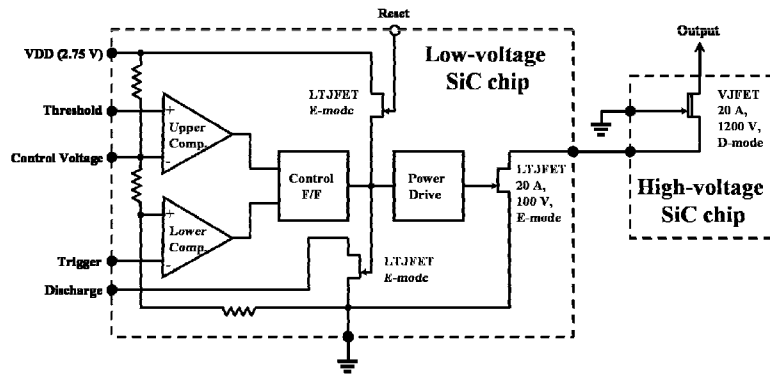 Reset
Output
VDD (2.75 V)
Low-voltage
SiC chip
LTJFET
E-mode
VJFET
20 A,
1200 V,
D-mode
Threshold
+
Upper
Comp.
-
Control Voltage
Control
F/F
Power
Drive
LTJFET
20 A,
100 V,
E-mode
High-voltage
SiC chip
+
Lower
Comp.
-
Trigger
LTJFET
E-mode
Discharge